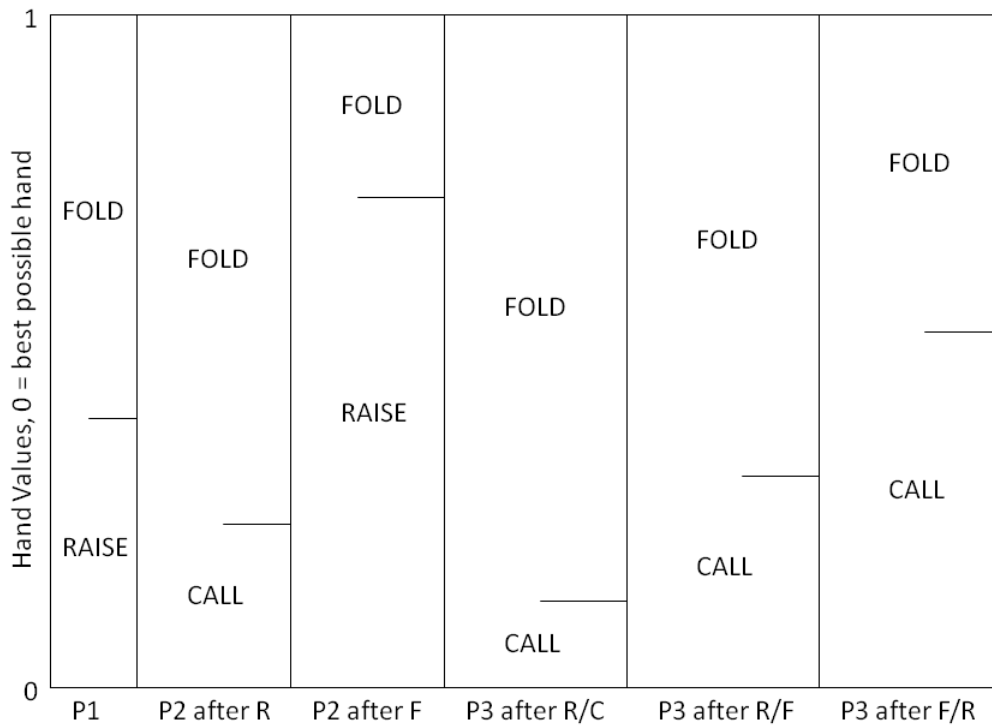 1
Hand Values, 0 = best possible hand
FOLD
FOLD
FOLD
FOLD
FOLD
FOLD
RAISE
RAISE
CALL
CALL
CALL
CALL
0
P1
P2 after R
P2 after F
P3 after R/C
P3 after R/F
P3 after F/R